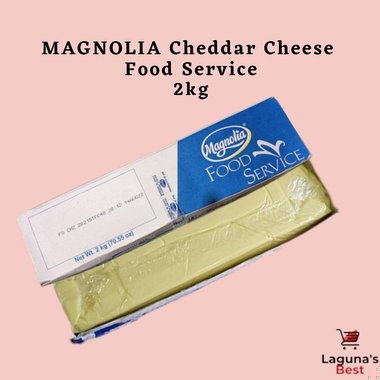 MAGNOLIA Cheddar Cheese
Food Service
2kg
Magnolia
FOOD
SERVICE
Net Wt. 2 kg (70.55 oz)
Laguna's
Best